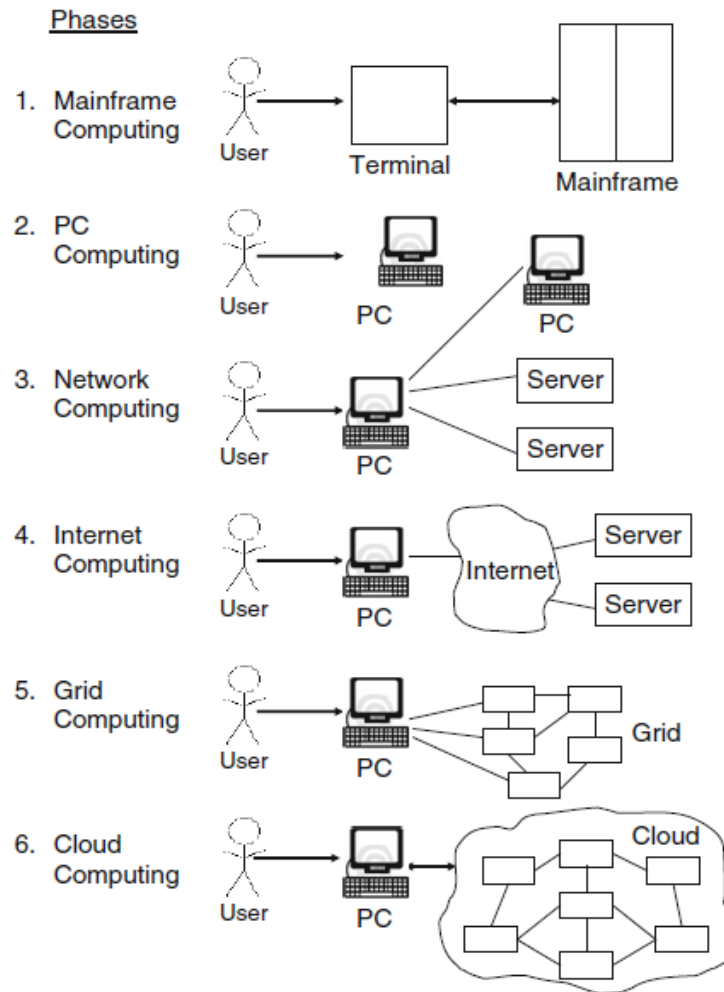 Phases
1. Mainframe
Computing
User
Terminal
Mainframe
2. PC
Computing
User
PC
PC
3. Network
Computing
User
PC
Server
Server
4. Internet
Computing
User
PC
Internet
Server
Server
5. Grid
Computing
User
PC
Grid
6. Cloud
Computing
User
PC
Cloud